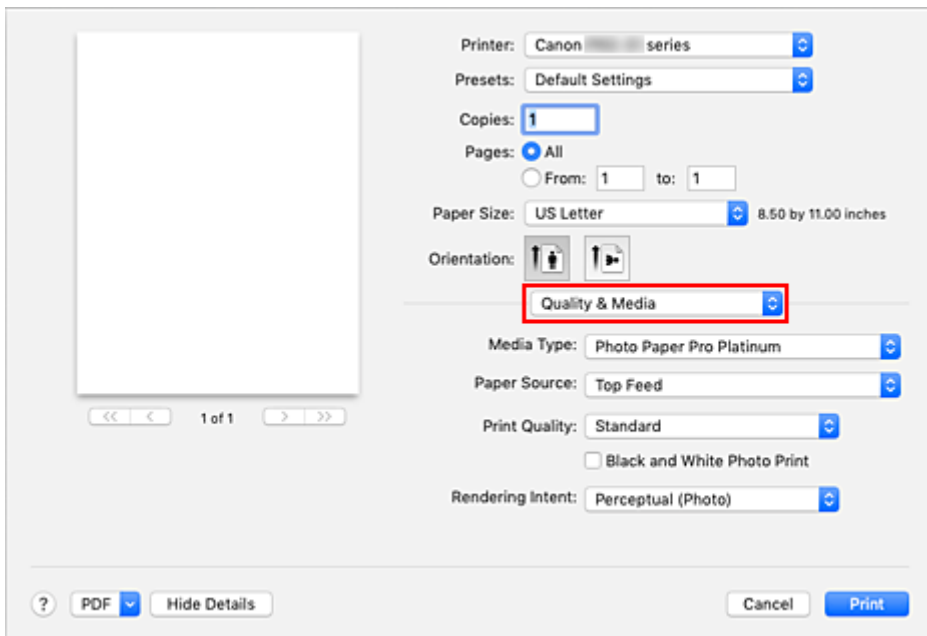 Printer: Canon series
Presets: Default Settings
Copies: 1
Pages: All
From: 1 to: 1
Paper Size: US Letter 8.50 by 11.00 inches
Orientation:
Quality & Media
Media Type: Photo Paper Pro Platinum
Paper Source: Top Feed
<< < 1 of 1 > >>
Print Quality: Standard
Black and White Photo Print
Rendering Intent: Perceptual (Photo)
? PDF Hide Details Cancel Print